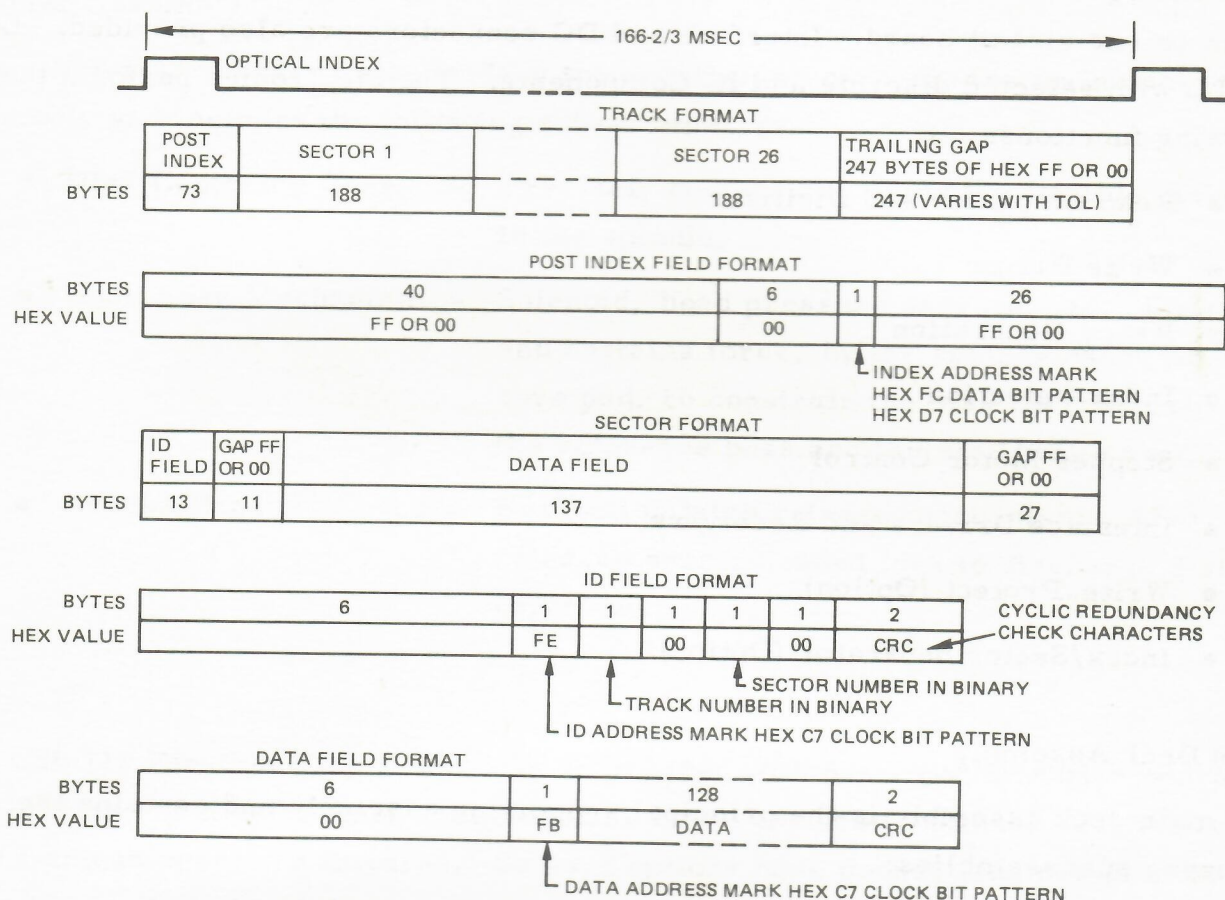 166-2/3 MSEC
OPTICAL INDEX
TRACK FORMAT
POST INDEX SECTOR 1 SECTOR 26 TRAILING GAP 247 BYTES OF HEX FF OR 00
BYTES 73 188 188 247 (VARIES WITH TOL)
POST INDEX FIELD FORMAT
BYTES 40 6 1 26
HEX VALUE FF OR 00 00 FF OR 00
INDEX ADDRESS MARK
HEX FC DATA BIT PATTERN
HEX D7 CLOCK BIT PATTERN
SECTOR FORMAT
ID FIELD GAP FF OR 00 DATA FIELD GAP FF OR 00
BYTES 13 11 137 27
ID FIELD FORMAT
BYTES 6 1 1 1 1 1 2
HEX VALUE FE 00 00 CRC
CYCLIC REDUNDANCY
CHECK CHARACTERS
SECTOR NUMBER IN BINARY
TRACK NUMBER IN BINARY
ID ADDRESS MARK HEX C7 CLOCK BIT PATTERN
DATA FIELD FORMAT
BYTES 6 1 128 2
HEX VALUE 00 FB DATA CRC
DATA ADDRESS MARK HEX C7 CLOCK BIT PATTERN